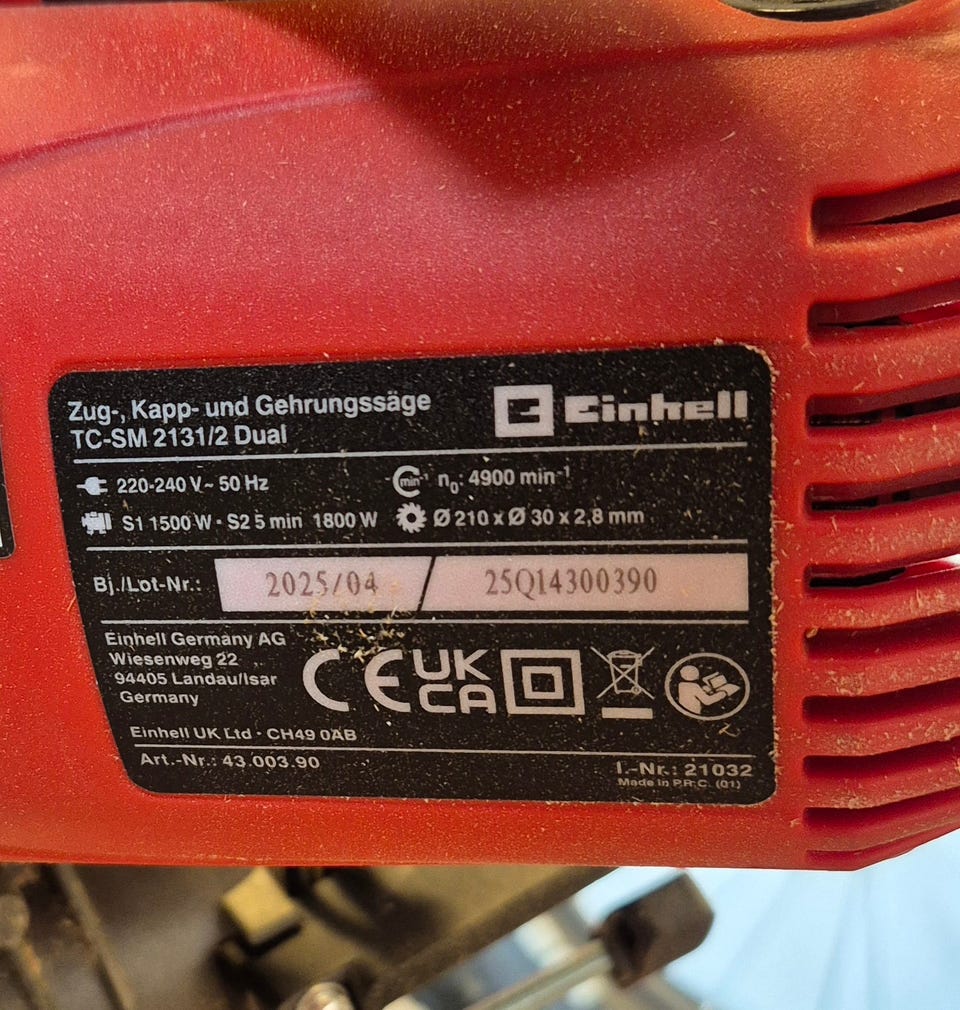 Zug-, Kapp- und Gehrungssäge
TC-SM 2131/2 Dual
Einhell
220-240 V ~ 50 Hz
min⁻¹ n₀: 4900 min⁻¹
S1 1500 W · S2 5 min 1800 W
Ø 210 x Ø 30 x 2,8 mm
Bj./Lot-Nr.: 2025/04 / 25Q14300390
Einhell Germany AG
Wiesenweg 22
94405 Landau/Isar
Germany
CE UK CA
Einhell UK Ltd · CH49 0AB
Art.-Nr.: 43.003.90
I.-Nr.: 21032
Made in P.R.C. (01)